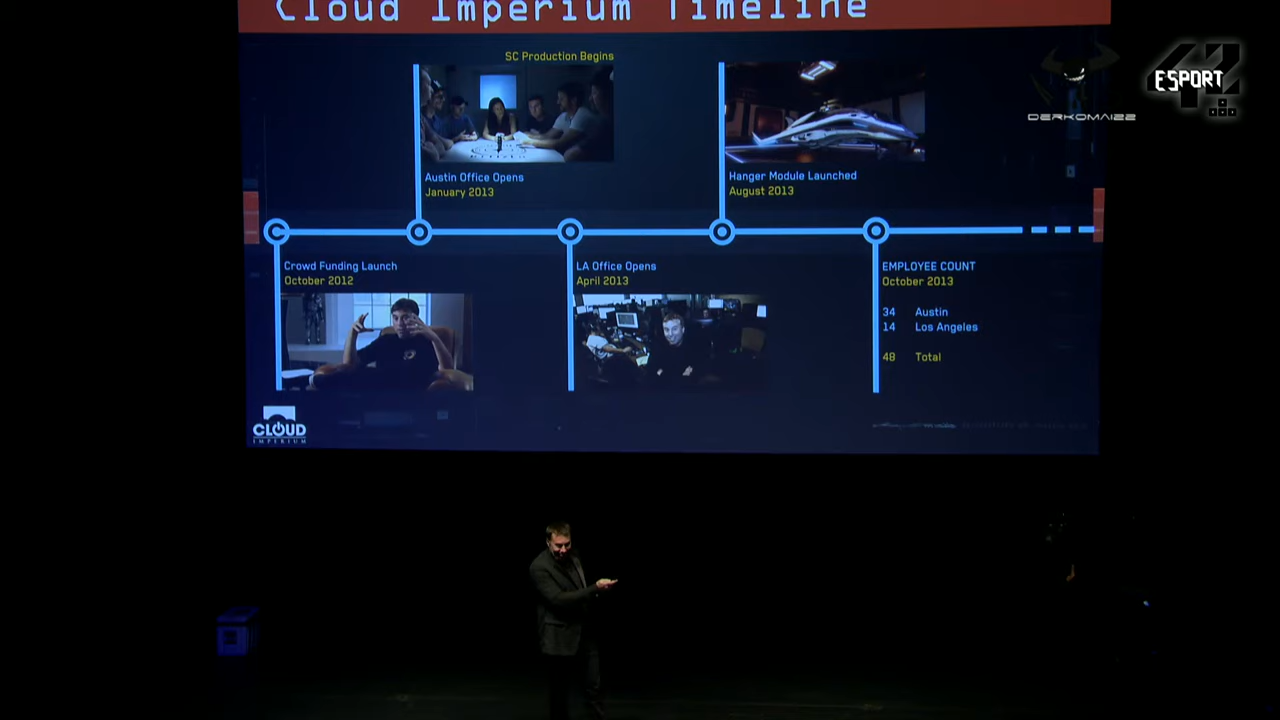 Cloud Imperium Timeline
SC Production Begins
ESPORT
42
DERKOMAI22
Austin Office Opens
January 2013
Hanger Module Launched
August 2013
Crowd Funding Launch
October 2012
LA Office Opens
April 2013
EMPLOYEE COUNT
October 2013
34 Austin
14 Los Angeles
48 Total
CLOUD
IMPERIUM